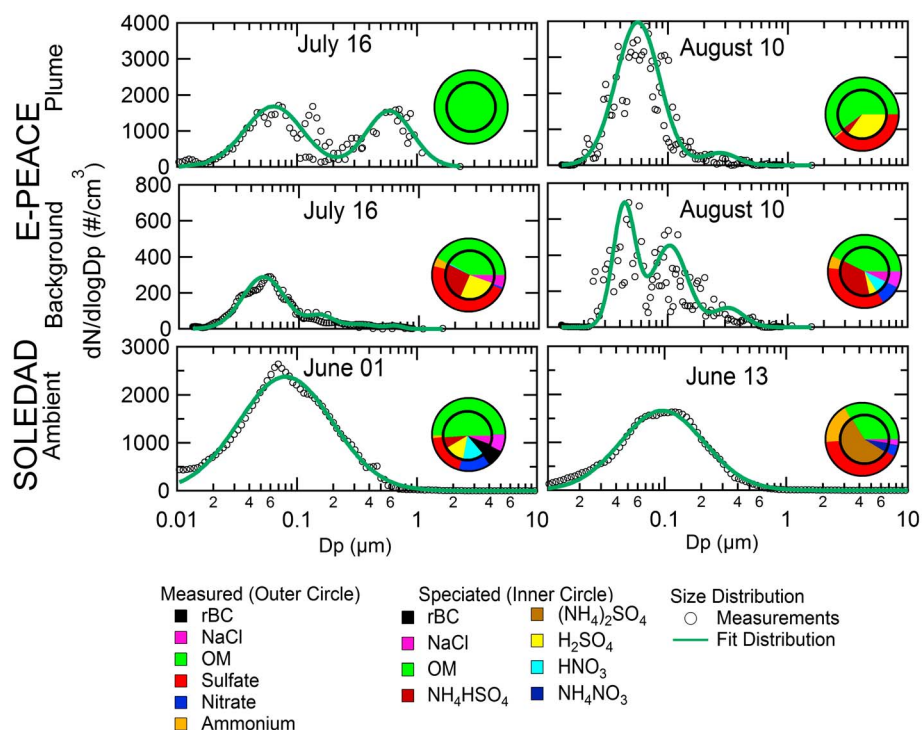 E-PEACE
Plume
Background
SOLEDAD
Ambient
dN/dlogDp (#/cm³)
July 16
4000
3000
2000
1000
0
August 10
July 16
800
600
400
200
0
August 10
June 01
3000
2000
1000
0
June 13
0.01 2 4 6 0.1 2 4 6 1 2 4 6 10
2 4 6 0.1 2 4 6 1 2 4 6 10
Dp (µm) Dp (µm)
Measured (Outer Circle)
rBC
NaCl
OM
Sulfate
Nitrate
Ammonium
Speciated (Inner Circle)
rBC
NaCl
OM
NH₄HSO₄
(NH₄)₂SO₄
H₂SO₄
HNO₃
NH₄NO₃
Size Distribution
Measurements
Fit Distribution